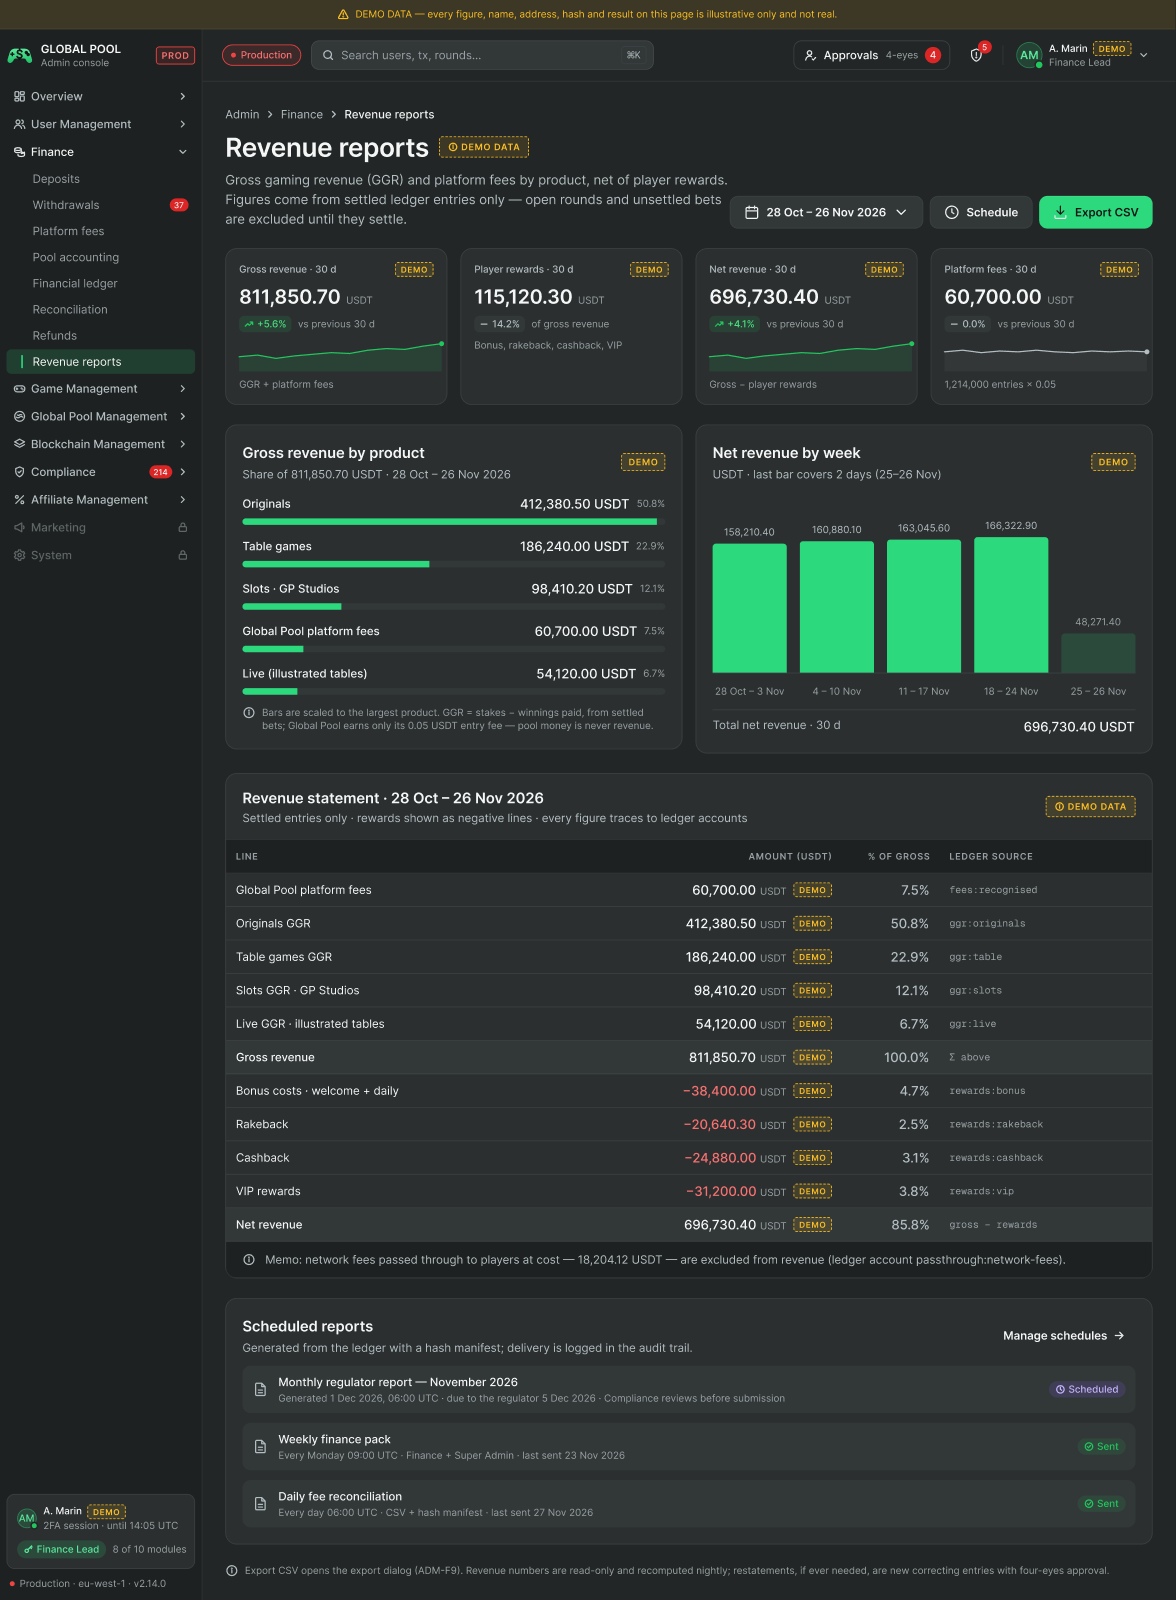 DEMO DATA — every figure, name, address, hash and result on this page is illustrative only and not real.
GLOBAL POOL
Admin console
PROD
Production
Search users, tx, rounds...
⌘K
Approvals 4-eyes 4
5
AM
A. Marin DEMO
Finance Lead
Overview
User Management
Finance
Deposits
Withdrawals 37
Platform fees
Pool accounting
Financial ledger
Reconciliation
Refunds
Revenue reports
Game Management
Global Pool Management
Blockchain Management
Compliance 214
Affiliate Management
Marketing
System
Admin > Finance > Revenue reports
Revenue reports DEMO DATA
Gross gaming revenue (GGR) and platform fees by product, net of player rewards.
Figures come from settled ledger entries only — open rounds and unsettled bets
are excluded until they settle.
28 Oct – 26 Nov 2026
Schedule
Export CSV
Gross revenue · 30 d DEMO
811,850.70 USDT
+5.6% vs previous 30 d
GGR + platform fees
Player rewards · 30 d DEMO
115,120.30 USDT
14.2% of gross revenue
Bonus, rakeback, cashback, VIP
Net revenue · 30 d DEMO
696,730.40 USDT
+4.1% vs previous 30 d
Gross − player rewards
Platform fees · 30 d DEMO
60,700.00 USDT
0.0% vs previous 30 d
1,214,000 entries × 0.05
Gross revenue by product
Share of 811,850.70 USDT · 28 Oct – 26 Nov 2026
DEMO
Originals 412,380.50 USDT 50.8%
Table games 186,240.00 USDT 22.9%
Slots · GP Studios 98,410.20 USDT 12.1%
Global Pool platform fees 60,700.00 USDT 7.5%
Live (illustrated tables) 54,120.00 USDT 6.7%
Bars are scaled to the largest product. GGR = stakes − winnings paid, from settled
bets; Global Pool earns only its 0.05 USDT entry fee — pool money is never revenue.
Net revenue by week
USDT · last bar covers 2 days (25–26 Nov)
DEMO
158,210.40
160,880.10
163,045.60
166,322.90
48,271.40
28 Oct – 3 Nov
4 – 10 Nov
11 – 17 Nov
18 – 24 Nov
25 – 26 Nov
Total net revenue · 30 d 696,730.40 USDT
Revenue statement · 28 Oct – 26 Nov 2026
Settled entries only · rewards shown as negative lines · every figure traces to ledger accounts
DEMO DATA
LINE AMOUNT (USDT) % OF GROSS LEDGER SOURCE
Global Pool platform fees 60,700.00 USDT DEMO 7.5% fees:recognised
Originals GGR 412,380.50 USDT DEMO 50.8% ggr:originals
Table games GGR 186,240.00 USDT DEMO 22.9% ggr:table
Slots GGR · GP Studios 98,410.20 USDT DEMO 12.1% ggr:slots
Live GGR · illustrated tables 54,120.00 USDT DEMO 6.7% ggr:live
Gross revenue 811,850.70 USDT DEMO 100.0% Σ above
Bonus costs · welcome + daily −38,400.00 USDT DEMO 4.7% rewards:bonus
Rakeback −20,640.30 USDT DEMO 2.5% rewards:rakeback
Cashback −24,880.00 USDT DEMO 3.1% rewards:cashback
VIP rewards −31,200.00 USDT DEMO 3.8% rewards:vip
Net revenue 696,730.40 USDT DEMO 85.8% gross − rewards
Memo: network fees passed through to players at cost — 18,204.12 USDT — are excluded from revenue (ledger account passthrough:network-fees).
Scheduled reports
Generated from the ledger with a hash manifest; delivery is logged in the audit trail.
Manage schedules →
Monthly regulator report — November 2026
Generated 1 Dec 2026, 06:00 UTC · due to the regulator 5 Dec 2026 · Compliance reviews before submission
Scheduled
Weekly finance pack
Every Monday 09:00 UTC · Finance + Super Admin · last sent 23 Nov 2026
Sent
Daily fee reconciliation
Every day 06:00 UTC · CSV + hash manifest · last sent 27 Nov 2026
Sent
Export CSV opens the export dialog (ADM-F9). Revenue numbers are read-only and recomputed nightly; restatements, if ever needed, are new correcting entries with four-eyes approval.
AM
A. Marin DEMO
2FA session · until 14:05 UTC
Finance Lead 8 of 10 modules
Production · eu-west-1 · v2.14.0